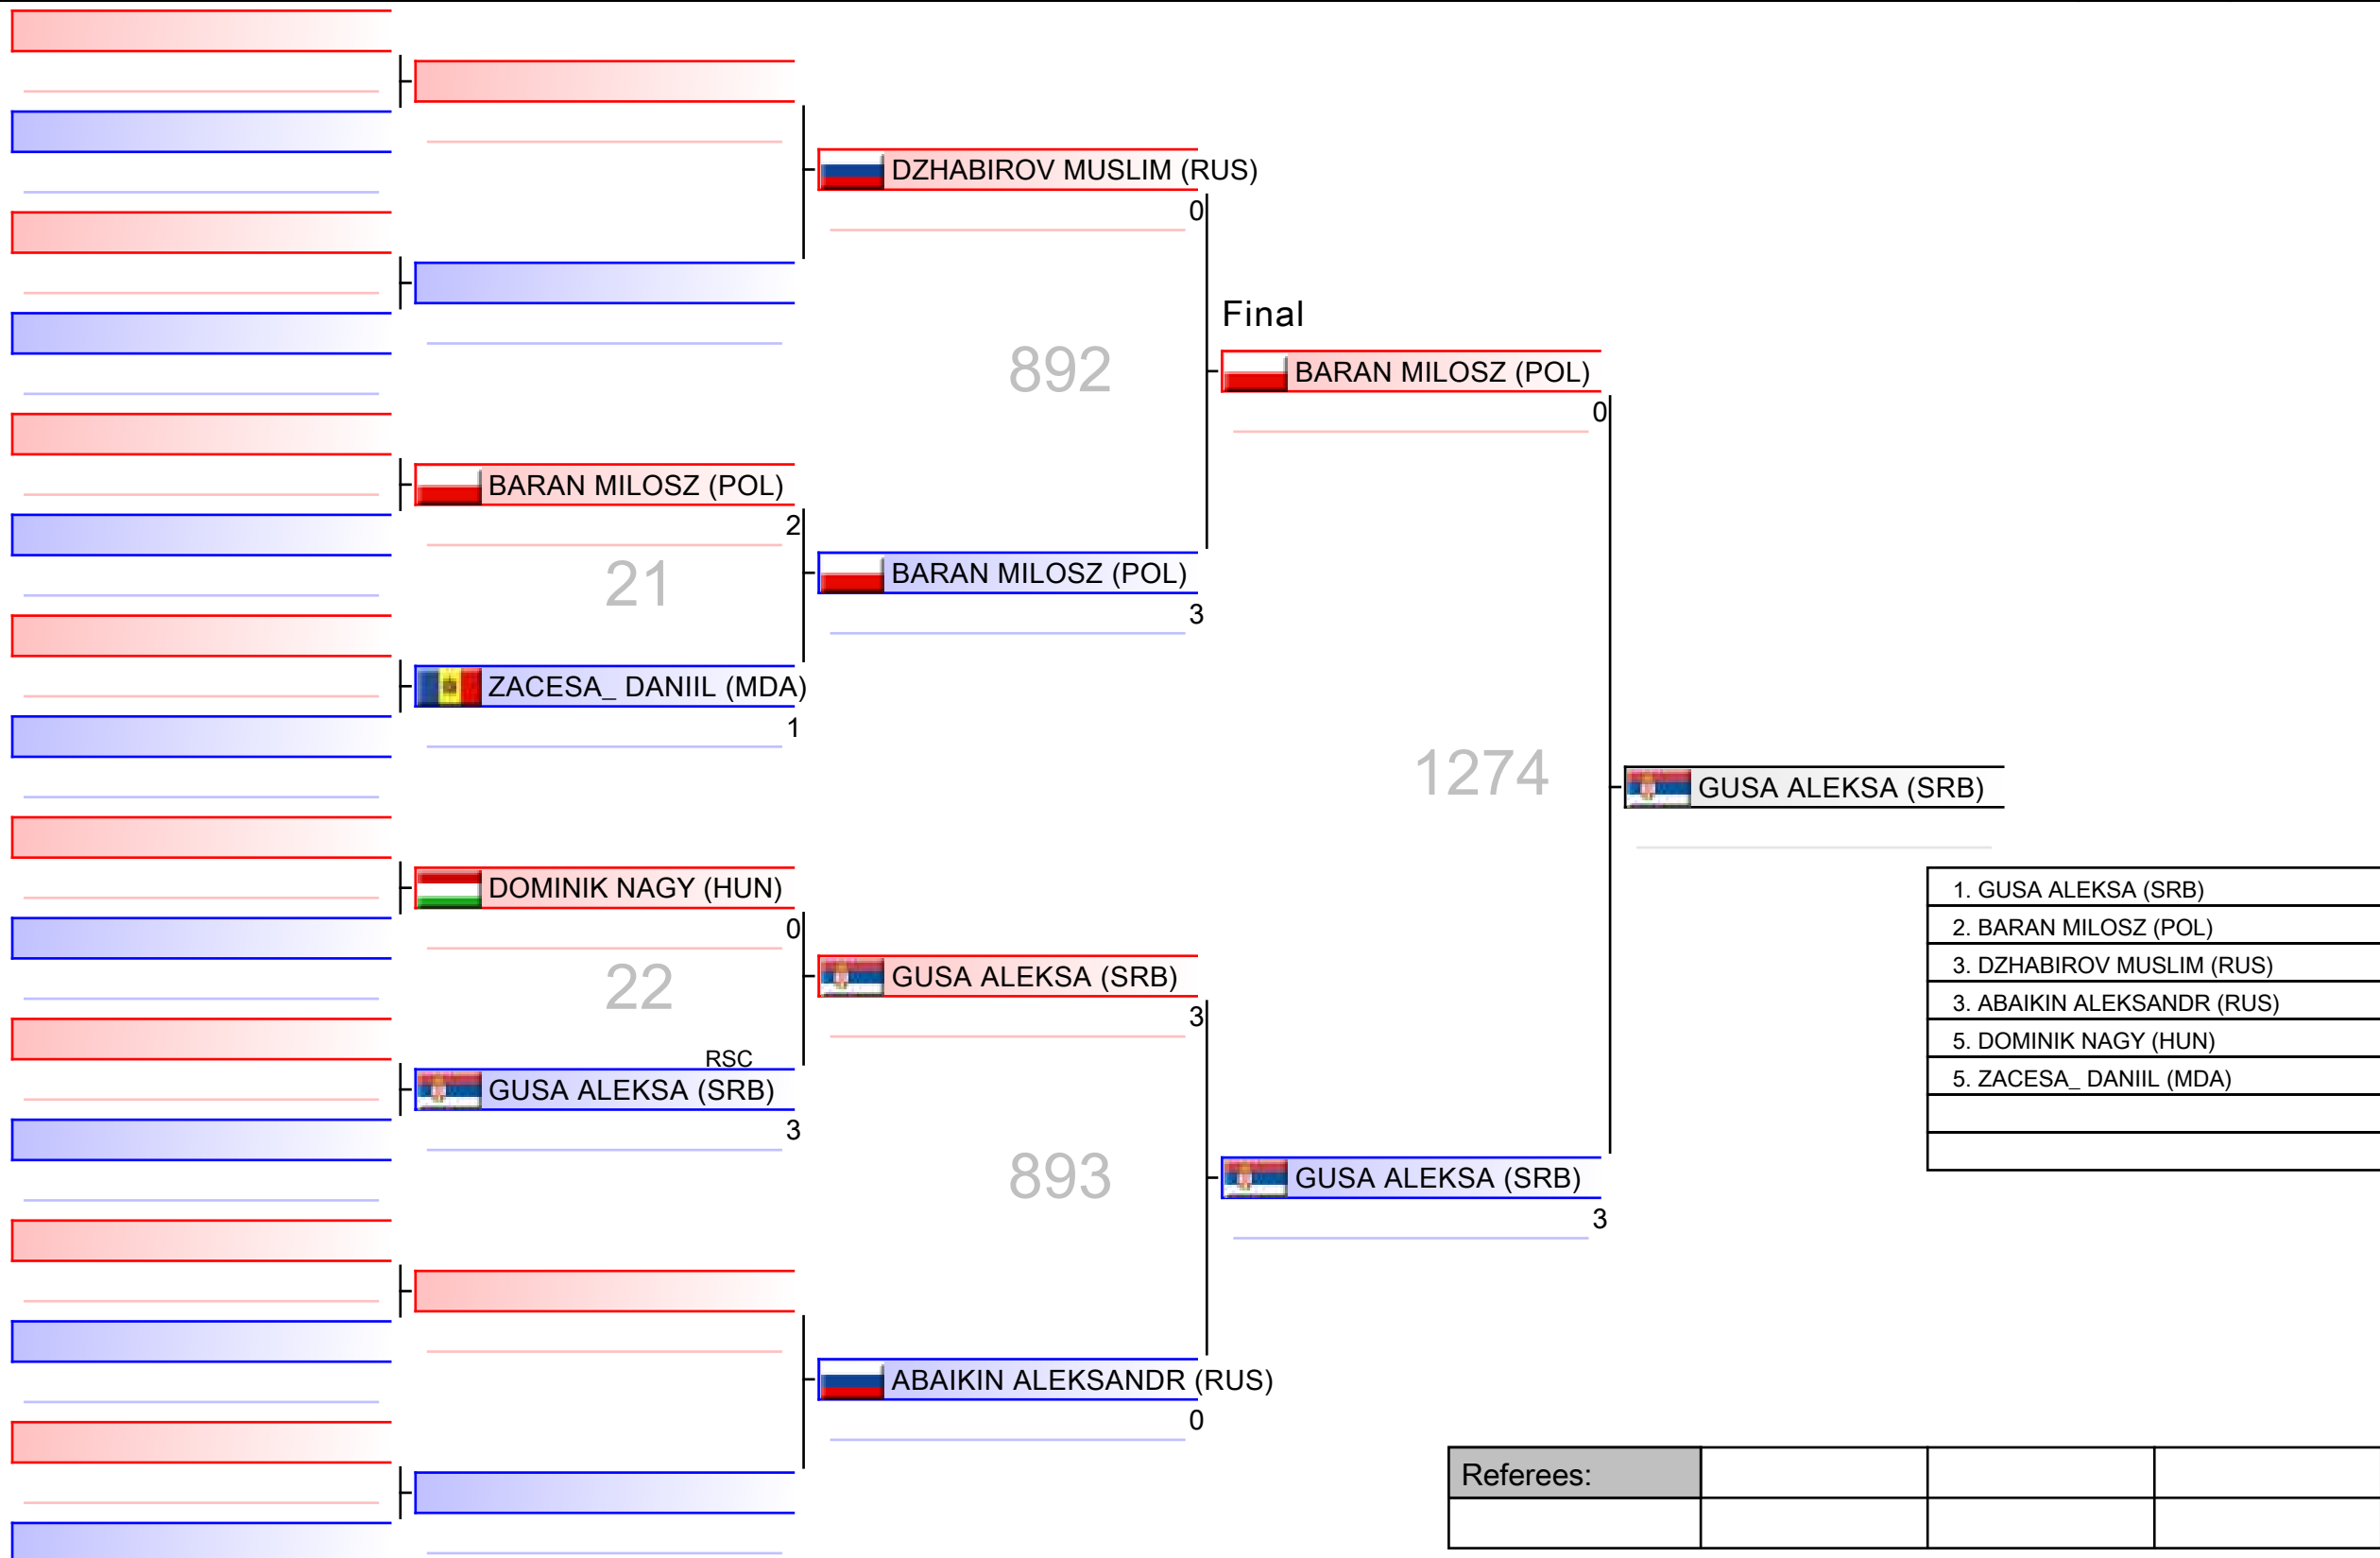 DZHABIROV MUSLIM (RUS)
0
Final
892
BARAN MILOSZ (POL)
0
BARAN MILOSZ (POL)
2
21
BARAN MILOSZ (POL)
3
ZACESA_ DANIIL (MDA)
1
1274
GUSA ALEKSA (SRB)
DOMINIK NAGY (HUN)
0
22
GUSA ALEKSA (SRB)
3
RSC
GUSA ALEKSA (SRB)
3
893
GUSA ALEKSA (SRB)
3
ABAIKIN ALEKSANDR (RUS)
0
1. GUSA ALEKSA (SRB)
2. BARAN MILOSZ (POL)
3. DZHABIROV MUSLIM (RUS)
3. ABAIKIN ALEKSANDR (RUS)
5. DOMINIK NAGY (HUN)
5. ZACESA_ DANIIL (MDA)
Referees: